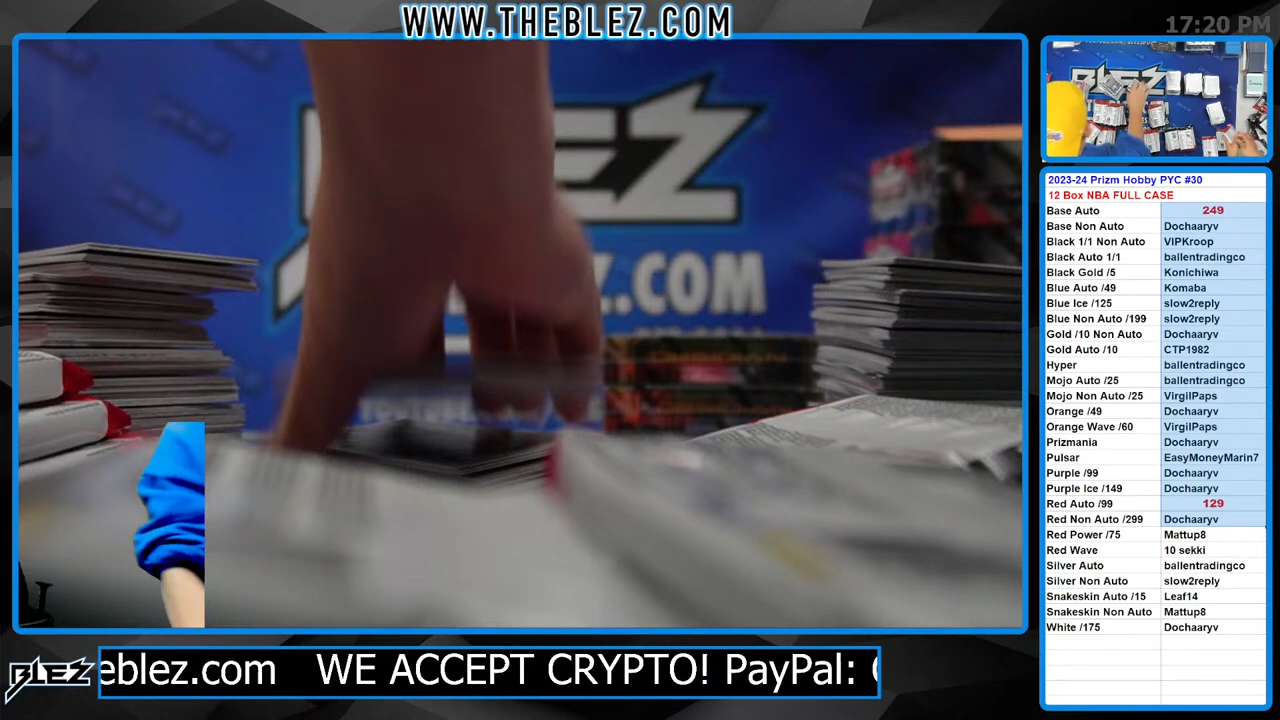 WWW.THEBLEZ.COM
17:20 PM
BLEZ
BLEZ.COM
BLEZ
2023-24 Prizm Hobby PYC #30
12 Box NBA FULL CASE
Base Auto 249
Base Non Auto Dochaaryv
Black 1/1 Non Auto VIPKroop
Black Auto 1/1 ballentradingco
Black Gold /5 Konichiwa
Blue Auto /49 Komaba
Blue Ice /125 slow2reply
Blue Non Auto /199 slow2reply
Gold /10 Non Auto Dochaaryv
Gold Auto /10 CTP1982
Hyper ballentradingco
Mojo Auto /25 ballentradingco
Mojo Non Auto /25 VirgilPaps
Orange /49 Dochaaryv
Orange Wave /60 VirgilPaps
Prizmania Dochaaryv
Pulsar EasyMoneyMarin7
Purple /99 Dochaaryv
Purple Ice /149 Dochaaryv
Red Auto /99 129
Red Non Auto /299 Dochaaryv
Red Power /75 Mattup8
Red Wave 10 sekki
Silver Auto ballentradingco
Silver Non Auto slow2reply
Snakeskin Auto /15 Leaf14
Snakeskin Non Auto Mattup8
White /175 Dochaaryv
BLEZ
eblez.com WE ACCEPT CRYPTO! PayPal: